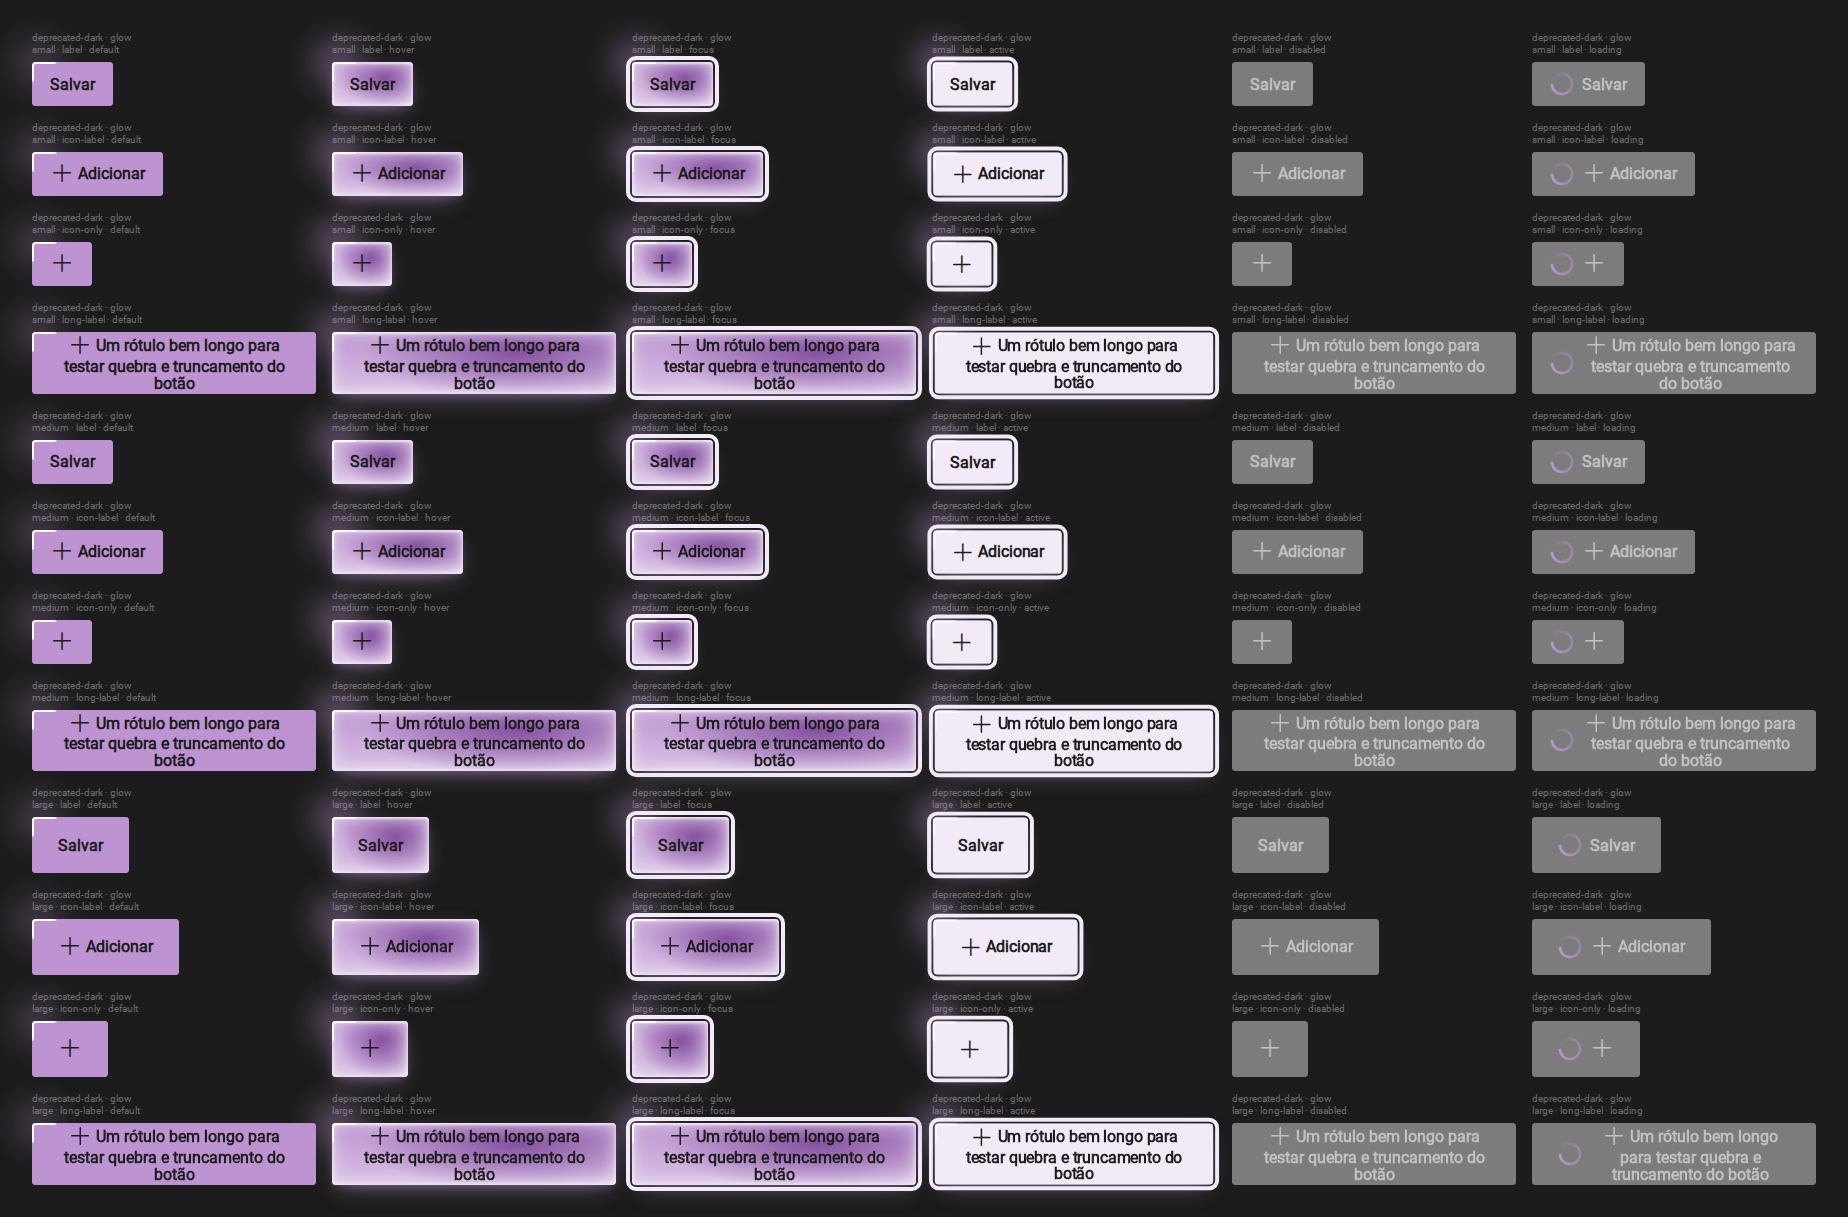 deprecated-dark · glow
small · label · default
Salvar
deprecated-dark · glow
small · label · hover
Salvar
deprecated-dark · glow
small · label · focus
Salvar
deprecated-dark · glow
small · label · active
Salvar
deprecated-dark · glow
small · label · disabled
Salvar
deprecated-dark · glow
small · label · loading
Salvar
deprecated-dark · glow
small · icon-label · default
Adicionar
deprecated-dark · glow
small · icon-label · hover
Adicionar
deprecated-dark · glow
small · icon-label · focus
Adicionar
deprecated-dark · glow
small · icon-label · active
Adicionar
deprecated-dark · glow
small · icon-label · disabled
Adicionar
deprecated-dark · glow
small · icon-label · loading
Adicionar
deprecated-dark · glow
small · icon-only · default
deprecated-dark · glow
small · icon-only · hover
deprecated-dark · glow
small · icon-only · focus
deprecated-dark · glow
small · icon-only · active
deprecated-dark · glow
small · icon-only · disabled
deprecated-dark · glow
small · icon-only · loading
deprecated-dark · glow
small · long-label · default
Um rótulo bem longo para
testar quebra e truncamento do
botão
deprecated-dark · glow
small · long-label · hover
Um rótulo bem longo para
testar quebra e truncamento do
botão
deprecated-dark · glow
small · long-label · focus
Um rótulo bem longo para
testar quebra e truncamento do
botão
deprecated-dark · glow
small · long-label · active
Um rótulo bem longo para
testar quebra e truncamento do
botão
deprecated-dark · glow
small · long-label · disabled
Um rótulo bem longo para
testar quebra e truncamento do
botão
deprecated-dark · glow
small · long-label · loading
Um rótulo bem longo para
testar quebra e truncamento
do botão
deprecated-dark · glow
medium · label · default
Salvar
deprecated-dark · glow
medium · label · hover
Salvar
deprecated-dark · glow
medium · label · focus
Salvar
deprecated-dark · glow
medium · label · active
Salvar
deprecated-dark · glow
medium · label · disabled
Salvar
deprecated-dark · glow
medium · label · loading
Salvar
deprecated-dark · glow
medium · icon-label · default
Adicionar
deprecated-dark · glow
medium · icon-label · hover
Adicionar
deprecated-dark · glow
medium · icon-label · focus
Adicionar
deprecated-dark · glow
medium · icon-label · active
Adicionar
deprecated-dark · glow
medium · icon-label · disabled
Adicionar
deprecated-dark · glow
medium · icon-label · loading
Adicionar
deprecated-dark · glow
medium · icon-only · default
deprecated-dark · glow
medium · icon-only · hover
deprecated-dark · glow
medium · icon-only · focus
deprecated-dark · glow
medium · icon-only · active
deprecated-dark · glow
medium · icon-only · disabled
deprecated-dark · glow
medium · icon-only · loading
deprecated-dark · glow
medium · long-label · default
Um rótulo bem longo para
testar quebra e truncamento do
botão
deprecated-dark · glow
medium · long-label · hover
Um rótulo bem longo para
testar quebra e truncamento do
botão
deprecated-dark · glow
medium · long-label · focus
Um rótulo bem longo para
testar quebra e truncamento do
botão
deprecated-dark · glow
medium · long-label · active
Um rótulo bem longo para
testar quebra e truncamento do
botão
deprecated-dark · glow
medium · long-label · disabled
Um rótulo bem longo para
testar quebra e truncamento do
botão
deprecated-dark · glow
medium · long-label · loading
Um rótulo bem longo para
testar quebra e truncamento
do botão
deprecated-dark · glow
large · label · default
Salvar
deprecated-dark · glow
large · label · hover
Salvar
deprecated-dark · glow
large · label · focus
Salvar
deprecated-dark · glow
large · label · active
Salvar
deprecated-dark · glow
large · label · disabled
Salvar
deprecated-dark · glow
large · label · loading
Salvar
deprecated-dark · glow
large · icon-label · default
Adicionar
deprecated-dark · glow
large · icon-label · hover
Adicionar
deprecated-dark · glow
large · icon-label · focus
Adicionar
deprecated-dark · glow
large · icon-label · active
Adicionar
deprecated-dark · glow
large · icon-label · disabled
Adicionar
deprecated-dark · glow
large · icon-label · loading
Adicionar
deprecated-dark · glow
large · icon-only · default
deprecated-dark · glow
large · icon-only · hover
deprecated-dark · glow
large · icon-only · focus
deprecated-dark · glow
large · icon-only · active
deprecated-dark · glow
large · icon-only · disabled
deprecated-dark · glow
large · icon-only · loading
deprecated-dark · glow
large · long-label · default
Um rótulo bem longo para
testar quebra e truncamento do
botão
deprecated-dark · glow
large · long-label · hover
Um rótulo bem longo para
testar quebra e truncamento do
botão
deprecated-dark · glow
large · long-label · focus
Um rótulo bem longo para
testar quebra e truncamento do
botão
deprecated-dark · glow
large · long-label · active
Um rótulo bem longo para
testar quebra e truncamento do
botão
deprecated-dark · glow
large · long-label · disabled
Um rótulo bem longo para
testar quebra e truncamento do
botão
deprecated-dark · glow
large · long-label · loading
Um rótulo bem longo
para testar quebra e
truncamento do botão